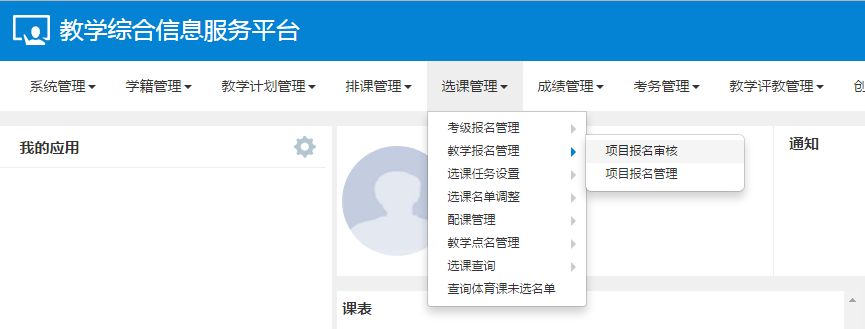 教学综合信息服务平台
系统管理 学籍管理 教学计划管理 排课管理 选课管理 成绩管理 考务管理 教学评教管理 创
我的应用
考级报名管理
教学报名管理
选课任务设置
选课名单调整
配课管理
教学点名管理
选课查询
查询体育课未选名单
项目报名审核
项目报名管理
通知
课表